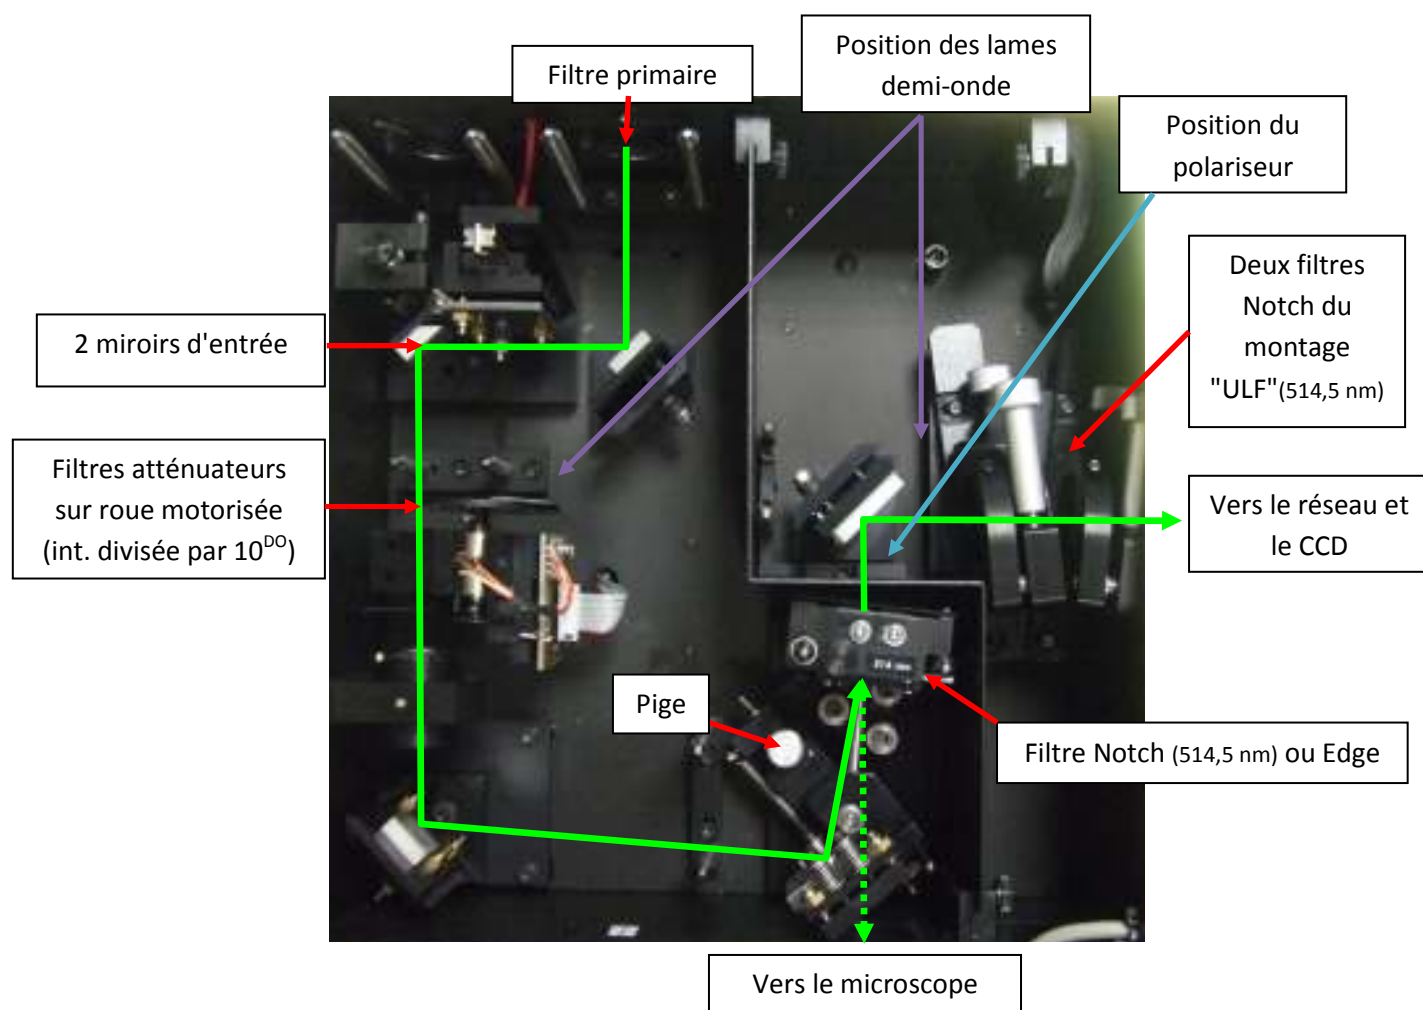 Filtre primaire
Position des lames
demi-onde
Position du
polariseur
2 miroirs d'entrée
Deux filtres
Notch du
montage
"ULF"(514,5 nm)
Filtres atténuateurs
sur roue motorisée
(int. divisée par 10^DO)
Vers le réseau et
le CCD
Pige
Filtre Notch (514,5 nm) ou Edge
Vers le microscope